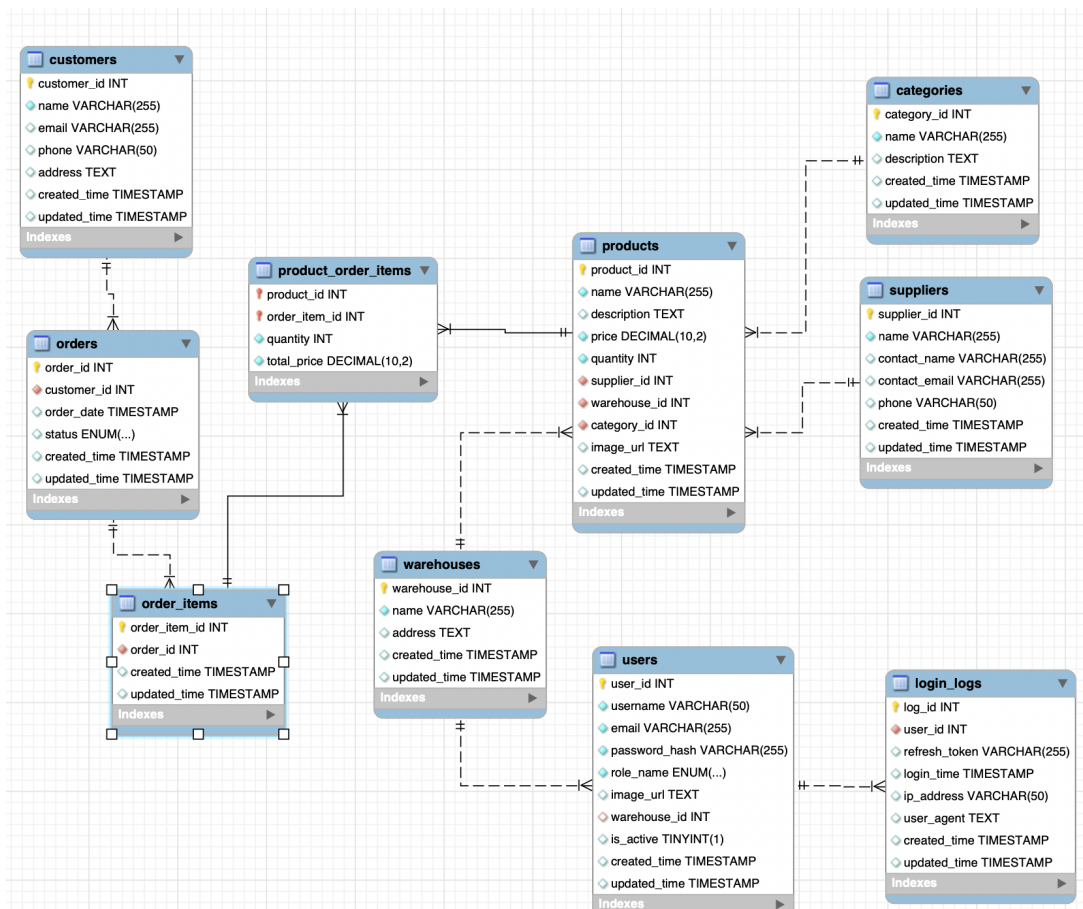 customers
customer_id INT
name VARCHAR(255)
email VARCHAR(255)
phone VARCHAR(50)
address TEXT
created_time TIMESTAMP
updated_time TIMESTAMP
Indexes
orders
order_id INT
customer_id INT
order_date TIMESTAMP
status ENUM(...)
created_time TIMESTAMP
updated_time TIMESTAMP
Indexes
order_items
order_item_id INT
order_id INT
created_time TIMESTAMP
updated_time TIMESTAMP
Indexes
product_order_items
product_id INT
order_item_id INT
quantity INT
total_price DECIMAL(10,2)
Indexes
products
product_id INT
name VARCHAR(255)
description TEXT
price DECIMAL(10,2)
quantity INT
supplier_id INT
warehouse_id INT
category_id INT
image_url TEXT
created_time TIMESTAMP
updated_time TIMESTAMP
Indexes
categories
category_id INT
name VARCHAR(255)
description TEXT
created_time TIMESTAMP
updated_time TIMESTAMP
Indexes
suppliers
supplier_id INT
name VARCHAR(255)
contact_name VARCHAR(255)
contact_email VARCHAR(255)
phone VARCHAR(50)
created_time TIMESTAMP
updated_time TIMESTAMP
Indexes
warehouses
warehouse_id INT
name VARCHAR(255)
address TEXT
created_time TIMESTAMP
updated_time TIMESTAMP
Indexes
users
user_id INT
username VARCHAR(50)
email VARCHAR(255)
password_hash VARCHAR(255)
role_name ENUM(...)
image_url TEXT
warehouse_id INT
is_active TINYINT(1)
created_time TIMESTAMP
updated_time TIMESTAMP
Indexes
login_logs
log_id INT
user_id INT
refresh_token VARCHAR(255)
login_time TIMESTAMP
ip_address VARCHAR(50)
user_agent TEXT
created_time TIMESTAMP
updated_time TIMESTAMP
Indexes